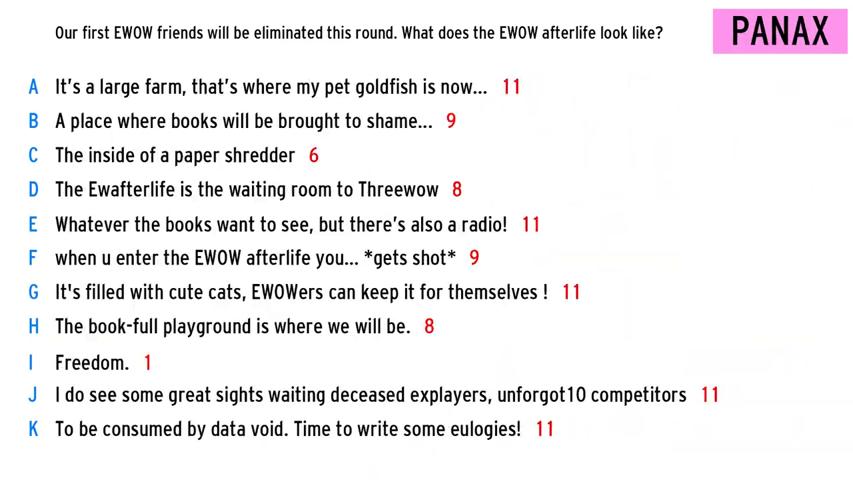 Our first EWOW friends will be eliminated this round. What does the EWOW afterlife look like?
PANAX
A It's a large farm, that's where my pet goldfish is now... 11
B A place where books will be brought to shame... 9
C The inside of a paper shredder 6
D The Ewafterlife is the waiting room to Threewow 8
E Whatever the books want to see, but there's also a radio! 11
F when u enter the EWOW afterlife you... *gets shot* 9
G It's filled with cute cats, EWOWers can keep it for themselves ! 11
H The book-full playground is where we will be. 8
I Freedom. 1
J I do see some great sights waiting deceased explayers, unforgot10 competitors 11
K To be consumed by data void. Time to write some eulogies! 11